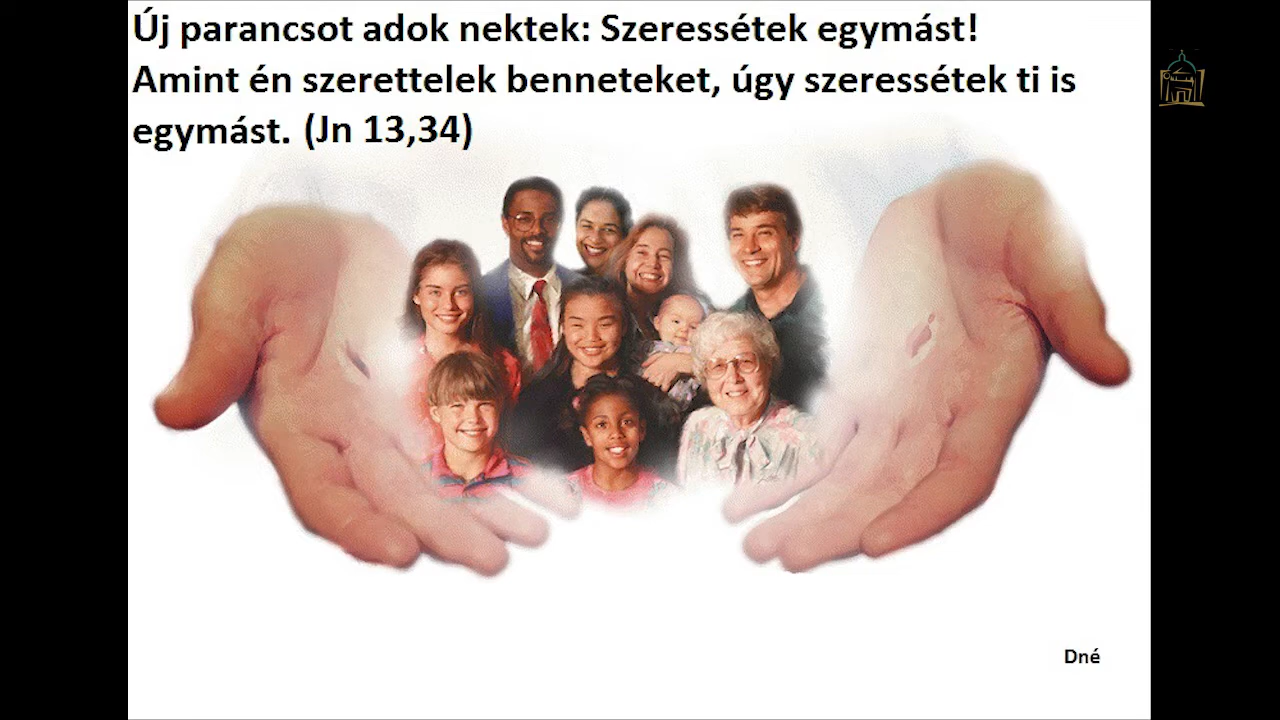 Új parancsot adok nektek: Szeressétek egymást!
Amint én szerettelek benneteket, úgy szeressétek ti is
egymást. (Jn 13,34)
Dné